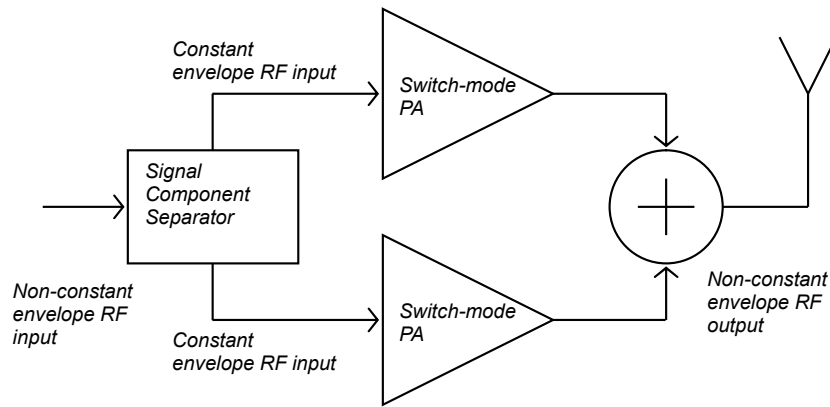 Constant
envelope RF input
Switch-mode
PA
Signal
Component
Separator
Non-constant
envelope RF
input
Constant
envelope RF input
Switch-mode
PA
Non-constant
envelope RF
output